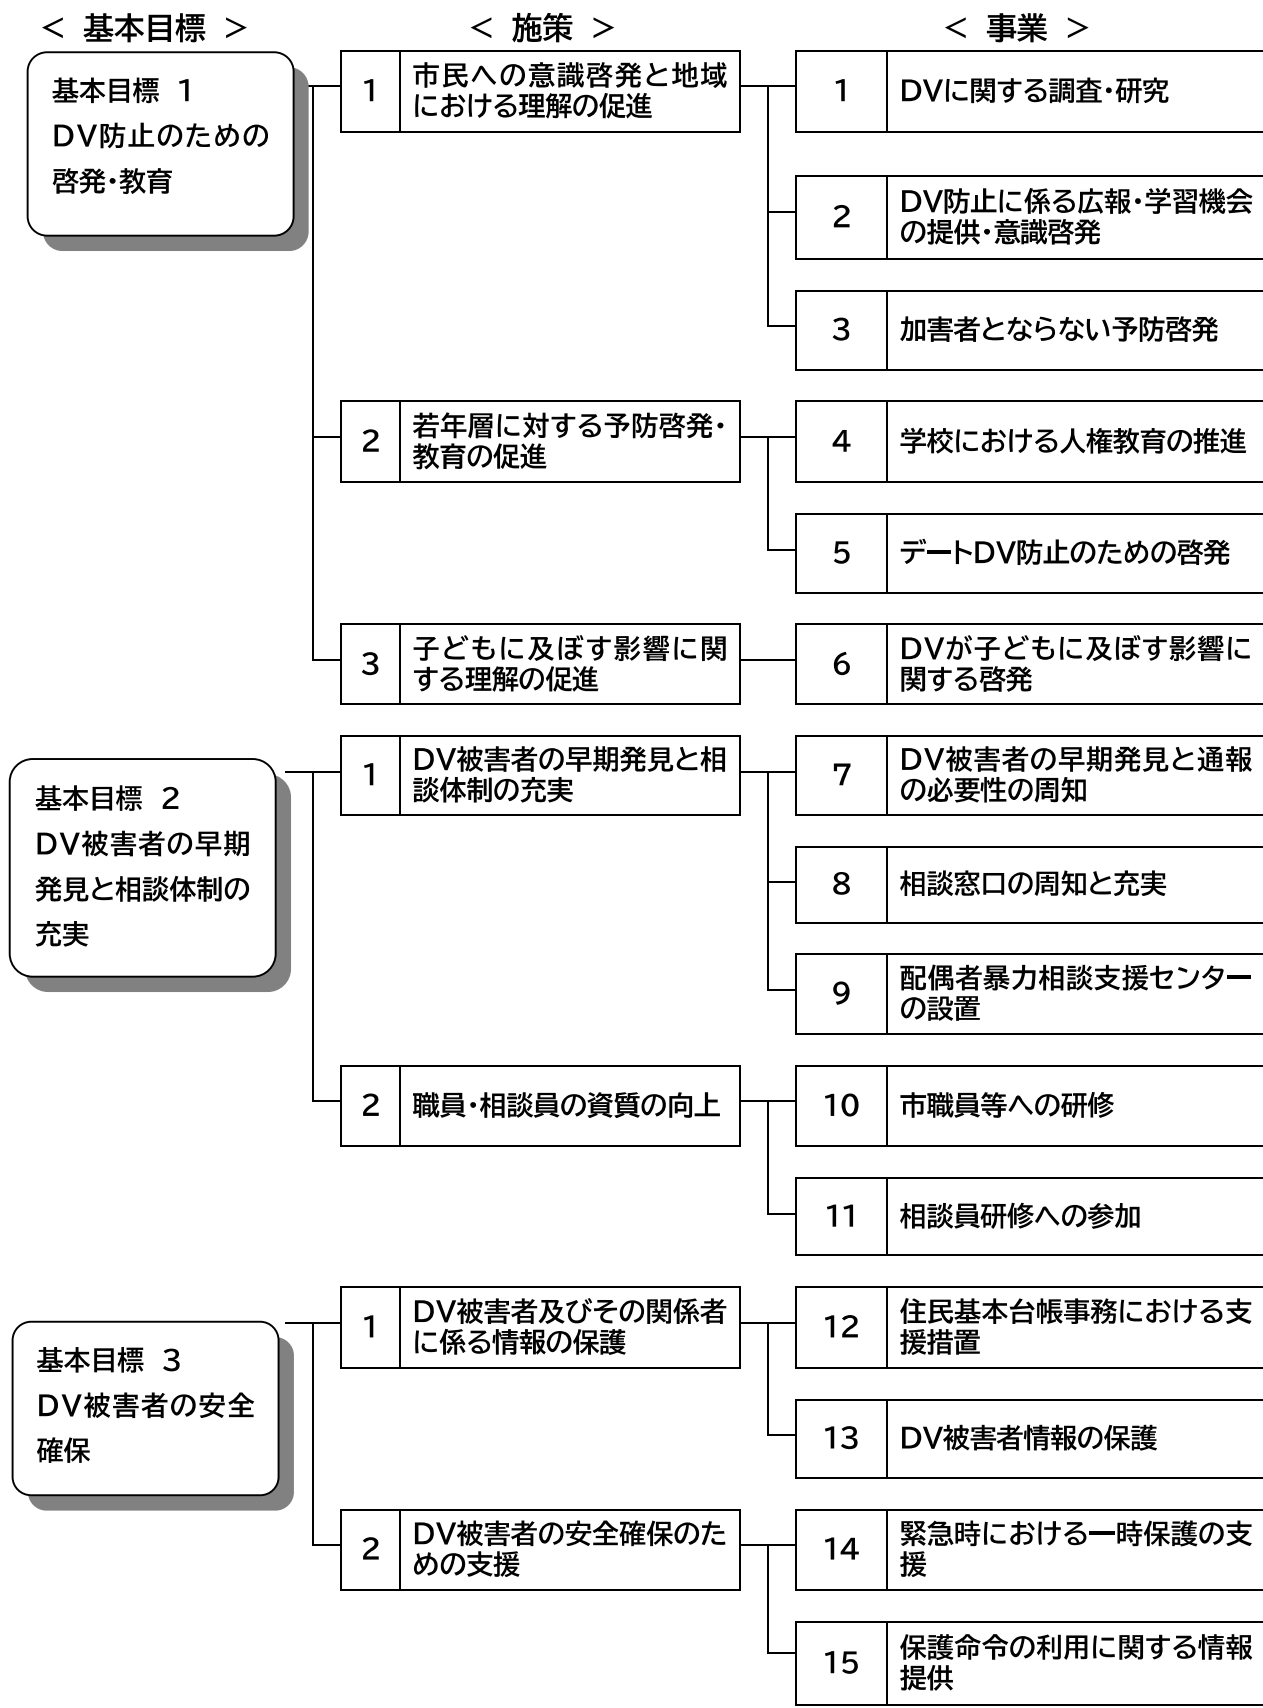 ＜ 基本目標 ＞
＜ 施策 ＞
＜ 事業 ＞
基本目標 1
DV防止のための
啓発・教育
1
市民への意識啓発と地域
における理解の促進
1
DVに関する調査・研究
2
DV防止に係る広報・学習機会
の提供・意識啓発
3
加害者とならない予防啓発
2
若年層に対する予防啓発・
教育の促進
4
学校における人権教育の推進
5
デートDV防止のための啓発
3
子どもに及ぼす影響に関
する理解の促進
6
DVが子どもに及ぼす影響に
関する啓発
基本目標 2
DV被害者の早期
発見と相談体制の
充実
1
DV被害者の早期発見と相
談体制の充実
7
DV被害者の早期発見と通報
の必要性の周知
8
相談窓口の周知と充実
9
配偶者暴力相談支援センター
の設置
2
職員・相談員の資質の向上
10
市職員等への研修
11
相談員研修への参加
基本目標 3
DV被害者の安全
確保
1
DV被害者及びその関係者
に係る情報の保護
12
住民基本台帳事務における支
援措置
13
DV被害者情報の保護
2
DV被害者の安全確保のた
めの支援
14
緊急時における一時保護の支
援
15
保護命令の利用に関する情報
提供